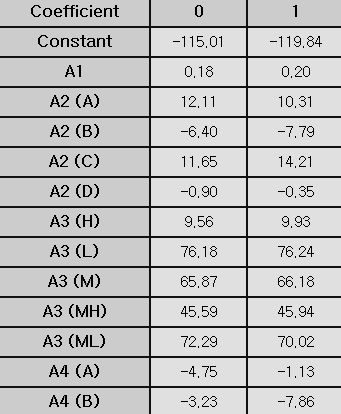 Coefficient 0 1
Constant -115.01 -119.84
A1 0.18 0.20
A2 (A) 12.11 10.31
A2 (B) -6.40 -7.79
A2 (C) 11.65 14.21
A2 (D) -0.90 -0.35
A3 (H) 9.56 9.93
A3 (L) 76.18 76.24
A3 (M) 65.87 66.18
A3 (MH) 45.59 45.94
A3 (ML) 72.29 70.02
A4 (A) -4.75 -1.13
A4 (B) -3.23 -7.86